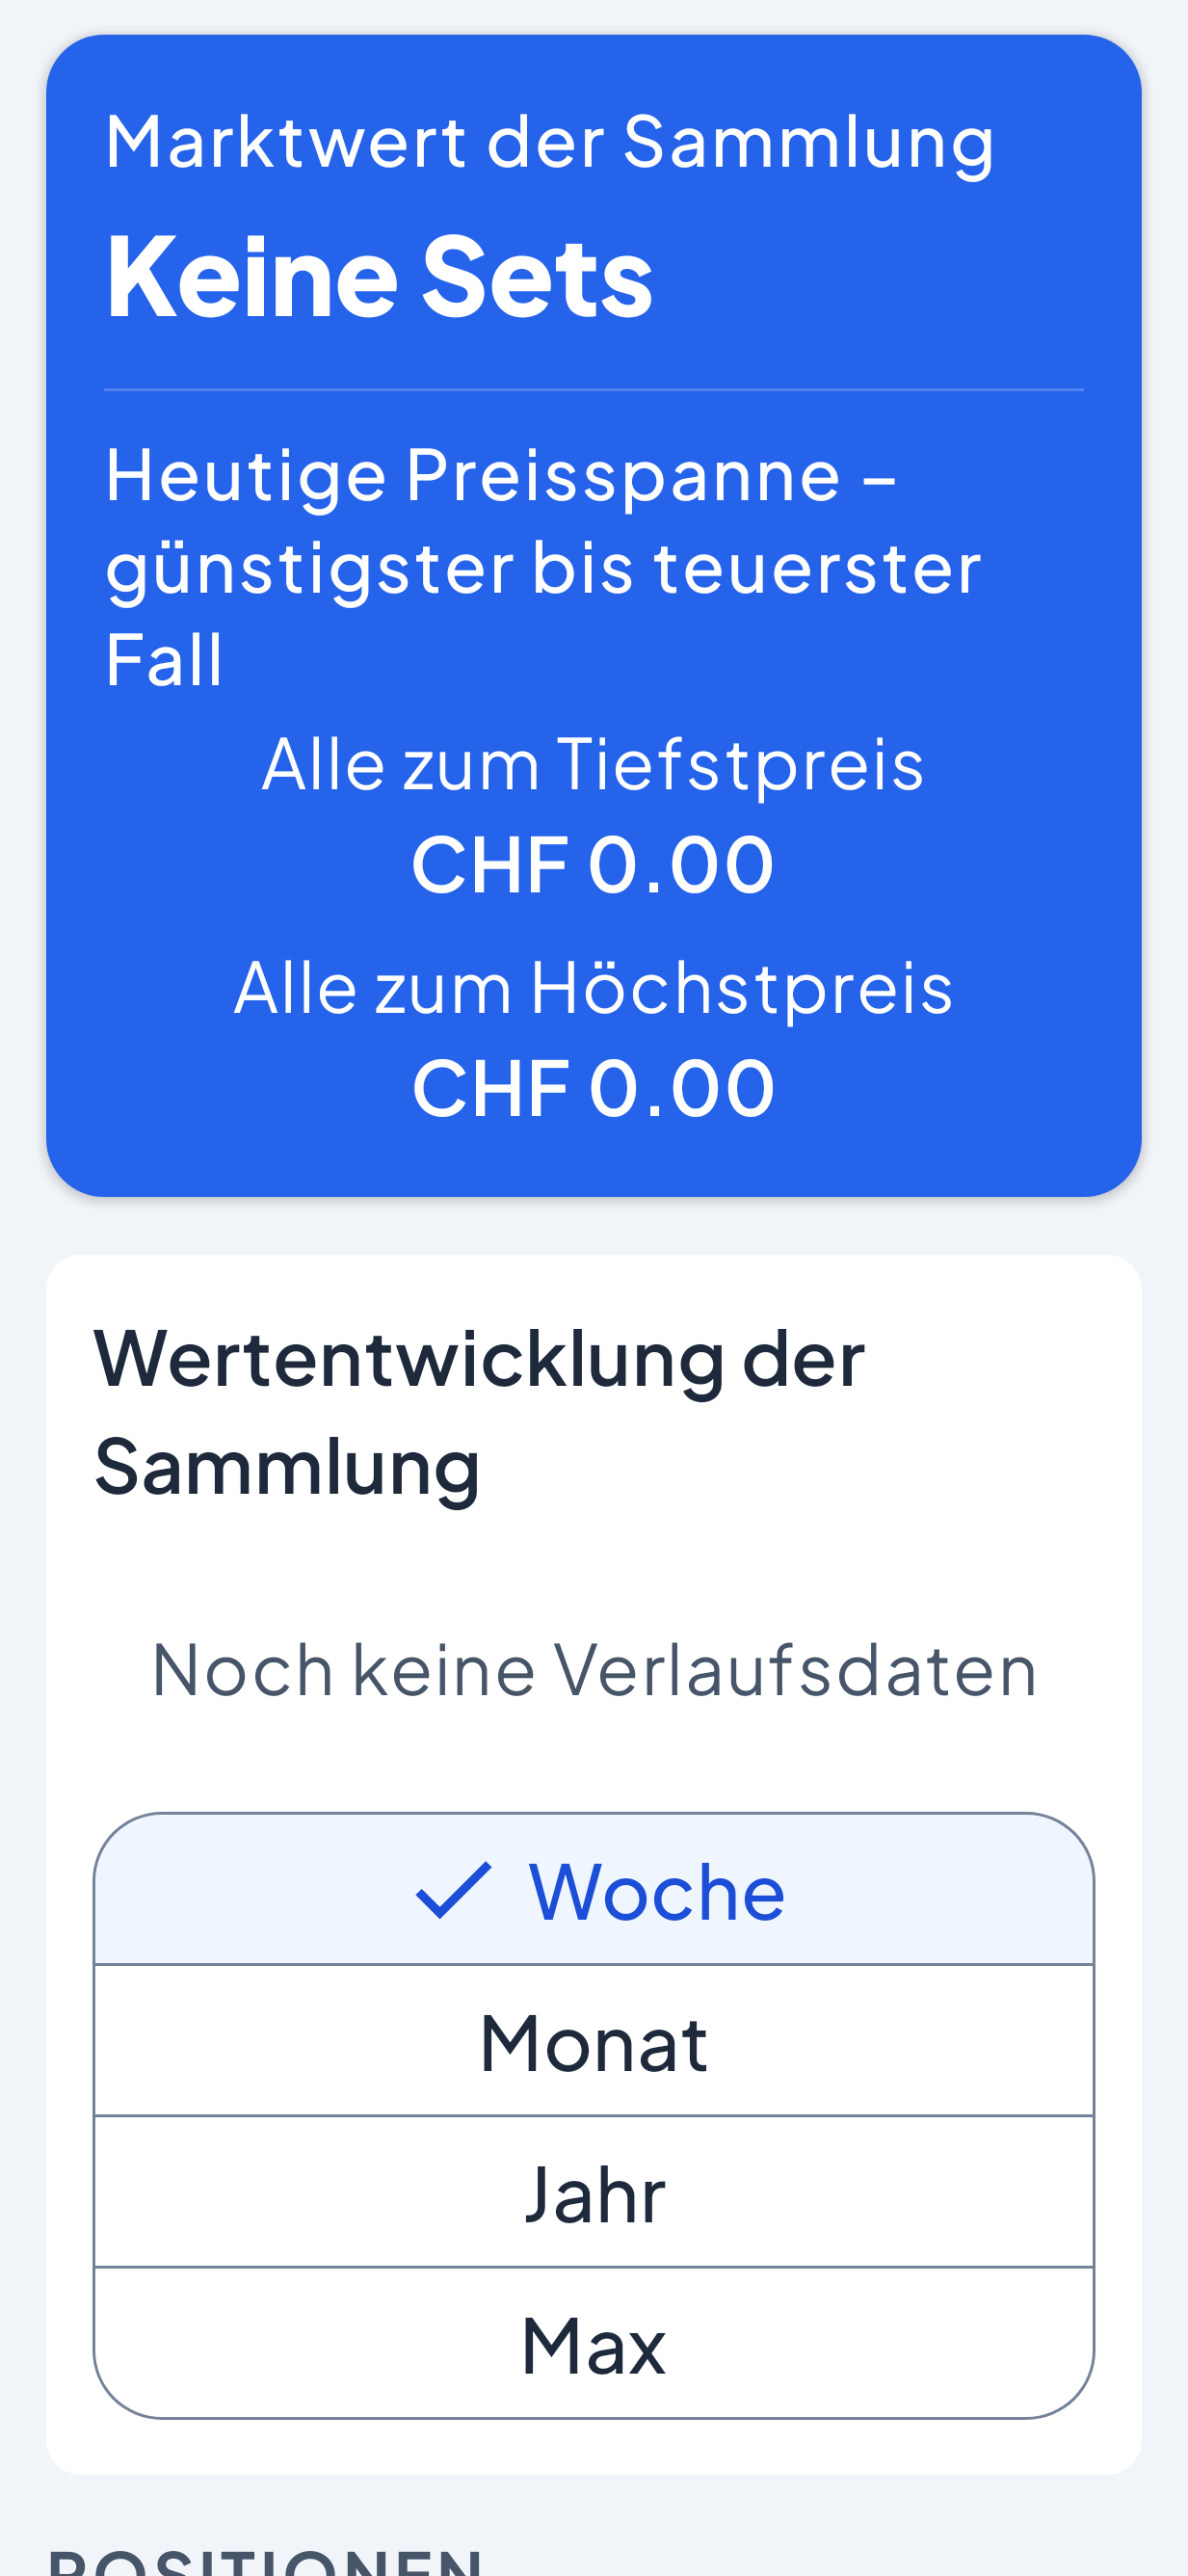 Marktwert der Sammlung
Keine Sets
Heutige Preisspanne –
günstigster bis teuerster
Fall
Alle zum Tiefstpreis
CHF 0.00
Alle zum Höchstpreis
CHF 0.00
Wertentwicklung der
Sammlung
Noch keine Verlaufsdaten
Woche
Monat
Jahr
Max
POSITIONEN